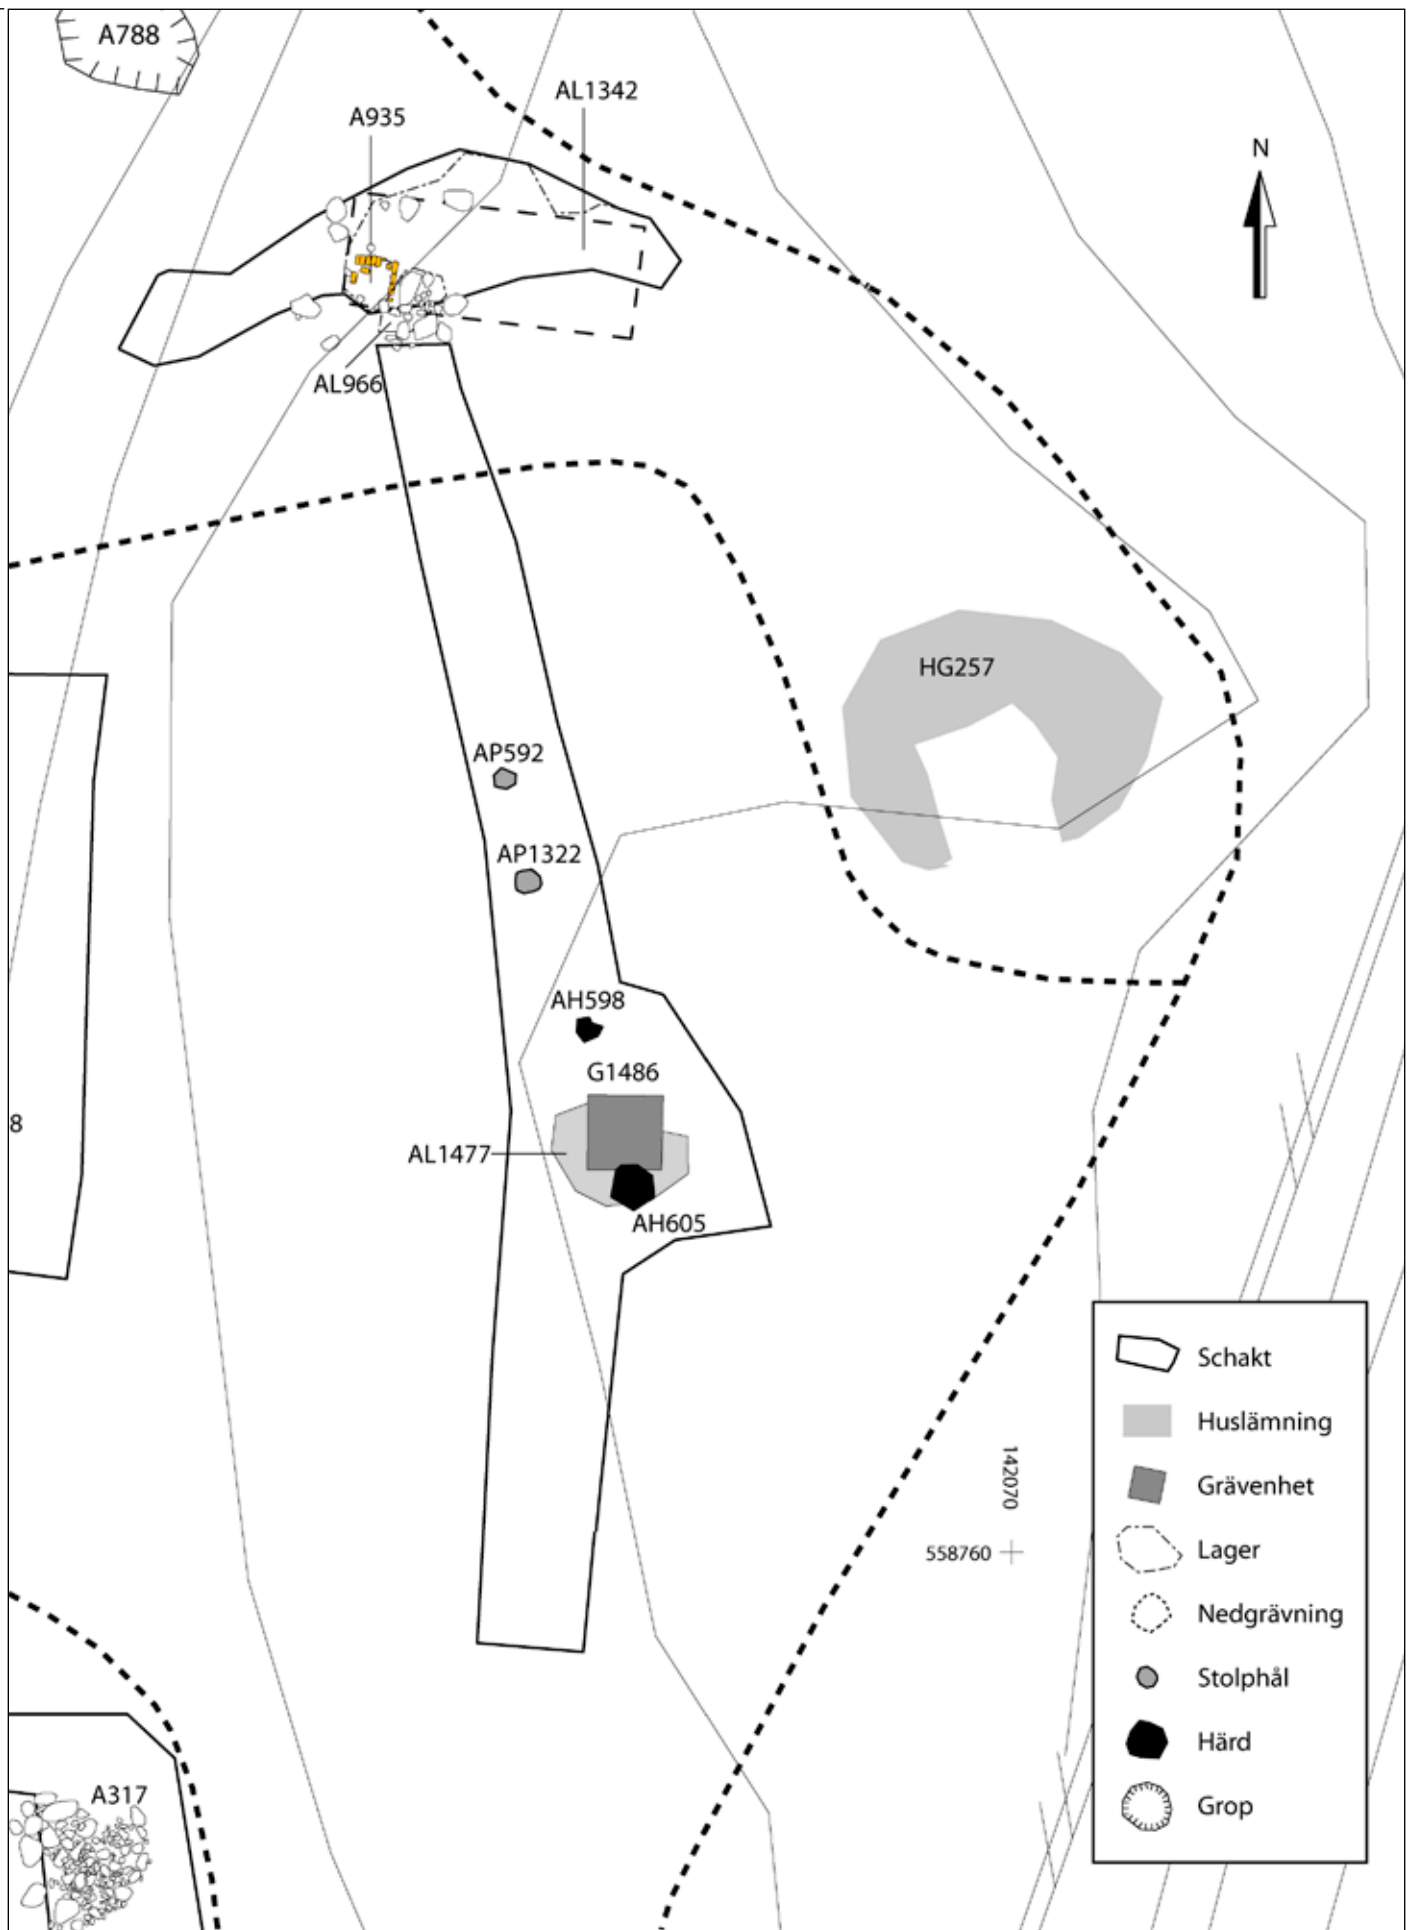 A788
AL1342
A935
N
AL966
HG257
AP592
AP1322
AH598
G1486
8
AL1477
AH605
142070
558760
Schakt
Huslämning
Grävenhet
Lager
Nedgrävning
Stolphål
Härd
Grop
A317